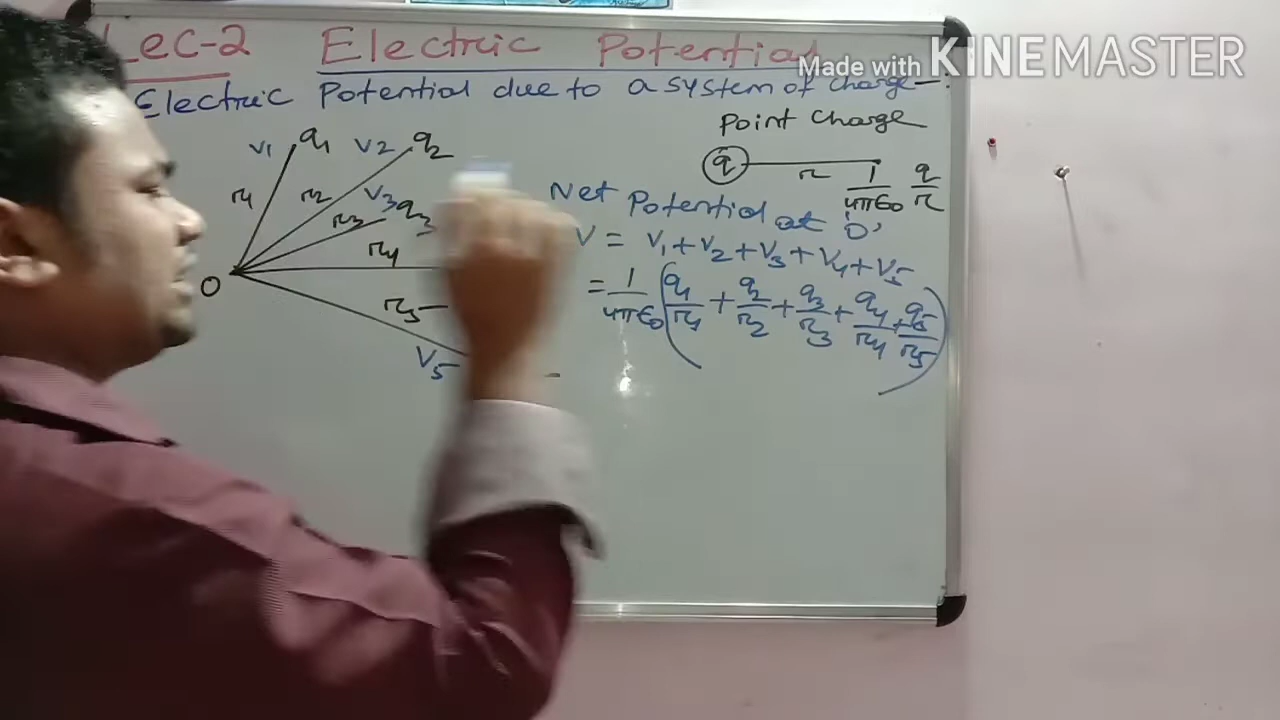 Lec-2 Electric Potential
Made with KINEMASTER
Electric Potential due to a system of Charge-
Point Charge
q r 1/4πϵ0 q/r
V1 q1 V2 q2
r1 r2 V3 q3
r3
r4
O
r5
V5
Net Potential at 'O'
V = V1 + V2 + V3 + V4 + V5
= 1/4πϵ0 (q1/r1 + q2/r2 + q3/r3 + q4/r4 + q5/r5)